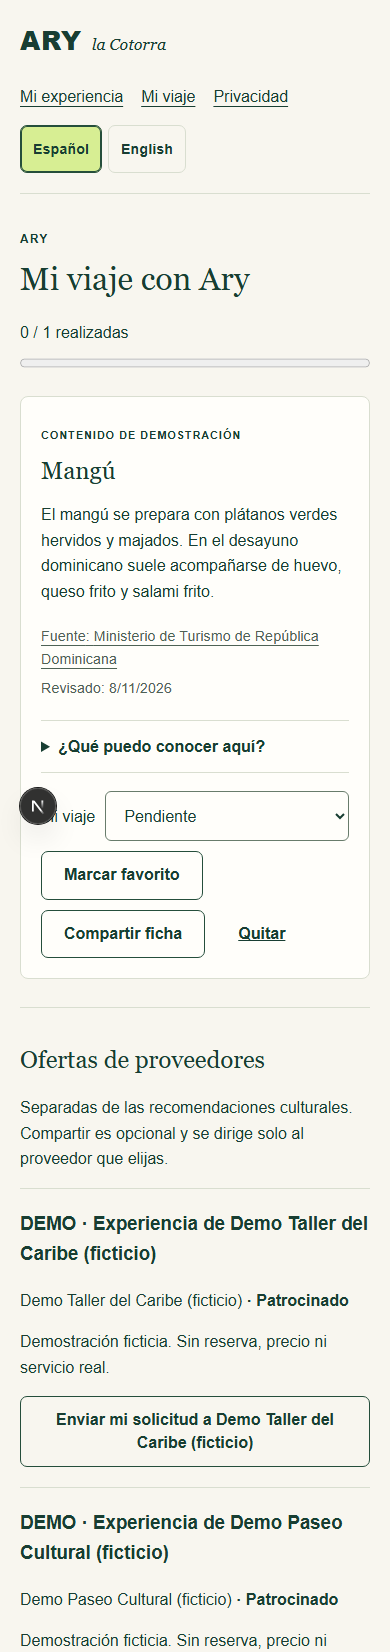 ARY la Cotorra
Mi experiencia Mi viaje Privacidad
Español English
ARY
Mi viaje con Ary
0 / 1 realizadas
CONTENIDO DE DEMOSTRACIÓN
Mangú
El mangú se prepara con plátanos verdes
hervidos y majados. En el desayuno
dominicano suele acompañarse de huevo,
queso frito y salami frito.
Fuente: Ministerio de Turismo de República
Dominicana
Revisado: 8/11/2026
¿Qué puedo conocer aquí?
N
viaje Pendiente
Marcar favorito
Compartir ficha Quitar
Ofertas de proveedores
Separadas de las recomendaciones culturales.
Compartir es opcional y se dirige solo al
proveedor que elijas.
DEMO · Experiencia de Demo Taller del
Caribe (ficticio)
Demo Taller del Caribe (ficticio) · Patrocinado
Demostración ficticia. Sin reserva, precio ni
servicio real.
Enviar mi solicitud a Demo Taller del
Caribe (ficticio)
DEMO · Experiencia de Demo Paseo
Cultural (ficticio)
Demo Paseo Cultural (ficticio) · Patrocinado
Demostración ficticia. Sin reserva, precio ni